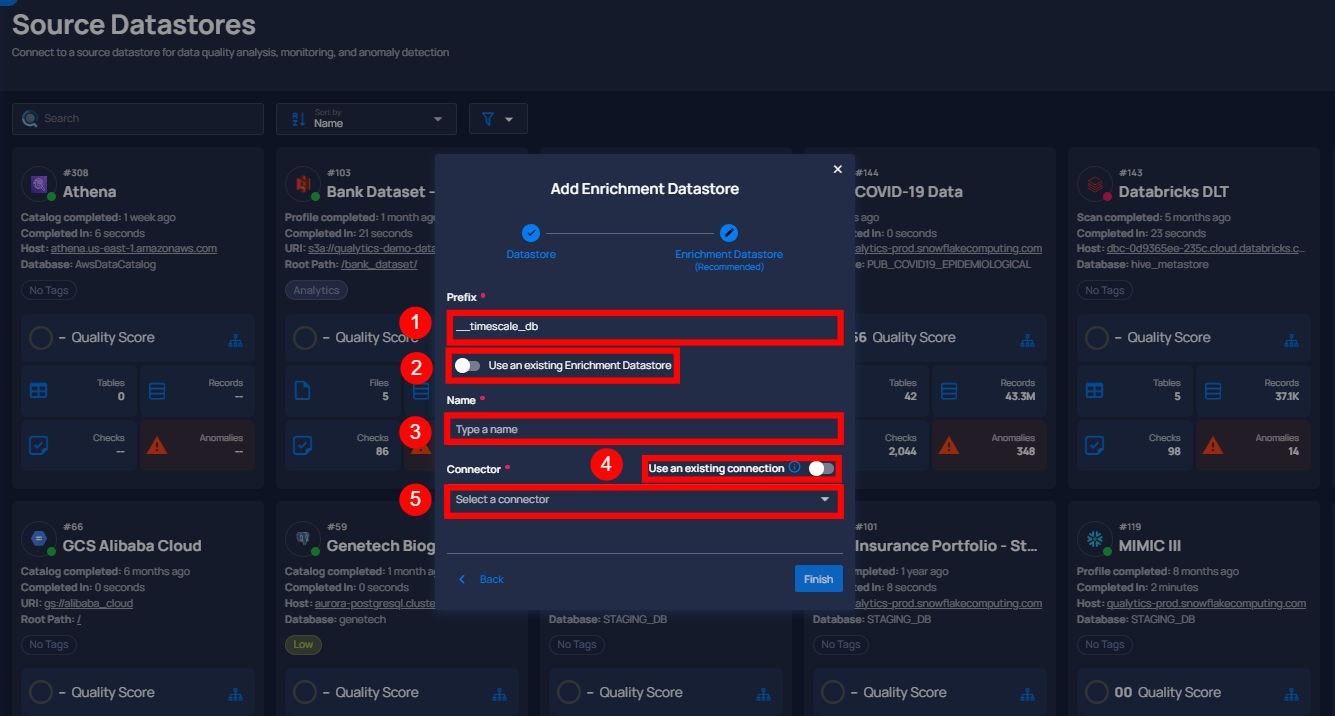 Source Datastores
Connect to a source datastore for data quality analysis, monitoring, and anomaly detection
Search
Sort by
Name
#308
Athena
Catalog completed: 1 week ago
Completed In: 6 seconds
Host: athena.us-east-1.amazonaws.com
Database: AwsDataCatalog
No Tags
– Quality Score
Tables
0
Records
--
Checks
--
Anomalies
--
#103
Bank Dataset -
Profile completed: 1 month ago
Completed In: 21 seconds
URI: s3a://qualytics-demo-data
Root Path: /bank_dataset/
Analytics
– Quality Score
Files
5
Checks
86
Add Enrichment Datastore
Datastore
Enrichment Datastore
(Recommended)
Prefix *
1
__timescale_db
2
Use an existing Enrichment Datastore
Name *
3
Type a name
Connector *
4
Use an existing connection
5
Select a connector
Back
Finish
#144
COVID-19 Data
s ago
ted In: 0 seconds
alytics-prod.snowflakecomputing.com
e: PUB_COVID19_EPIDEMIOLOGICAL
56 Quality Score
Tables
42
Records
43.3M
Checks
2,044
Anomalies
348
#143
Databricks DLT
Scan completed: 5 months ago
Completed In: 23 seconds
Host: dbc-0d9365ee-235c.cloud.databricks.c...
Database: hive_metastore
No Tags
– Quality Score
Tables
5
Records
37.1K
Checks
98
Anomalies
14
#66
GCS Alibaba Cloud
Catalog completed: 6 months ago
Completed In: 0 seconds
URI: gs://alibaba_cloud
Root Path: /
No Tags
– Quality Score
#59
Genetech Biog
Catalog completed: 1 month ago
Completed In: 0 seconds
Host: aurora-postgresql.cluste
Database: genetech
Low
– Quality Score
Database: STAGING_DB
No Tags
– Quality Score
#101
Insurance Portfolio - St...
mpleted: 1 year ago
ted In: 8 seconds
alytics-prod.snowflakecomputing.com
Database: STAGING_DB
No Tags
– Quality Score
#119
MIMIC III
Profile completed: 8 months ago
Completed In: 2 minutes
Host: qualytics-prod.snowflakecomputing.com
Database: STAGING_DB
No Tags
00 Quality Score